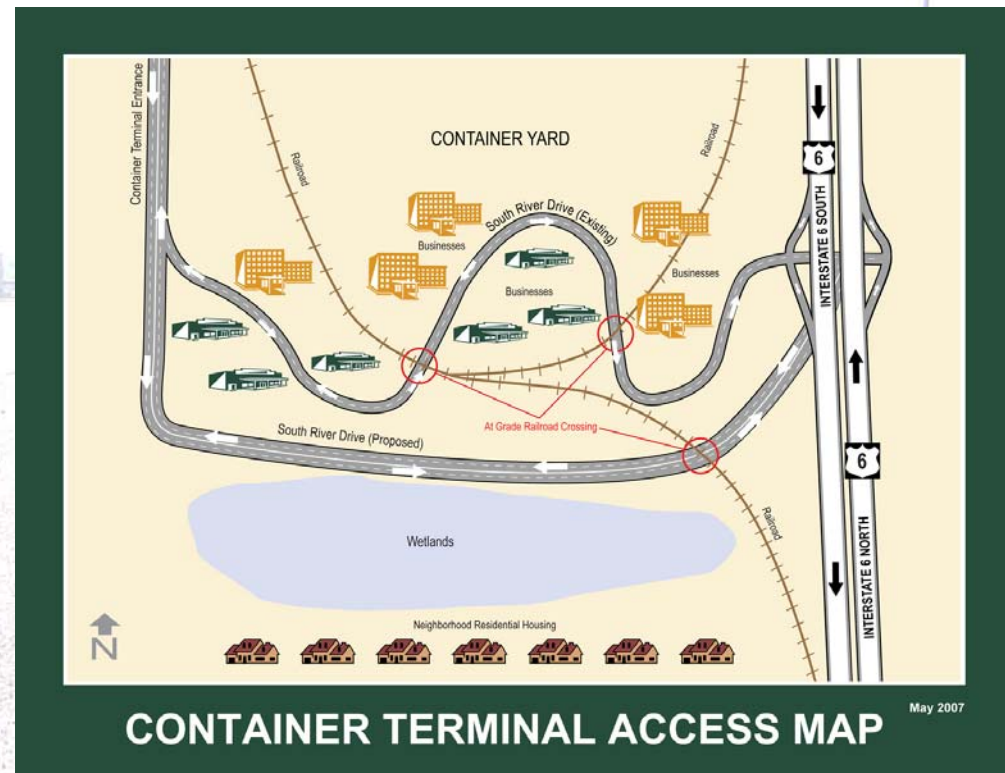 Container Terminal Entrance
Railroad
CONTAINER YARD
Railroad
6
INTERSTATE 6 SOUTH
South River Drive (Existing)
Businesses
Businesses
Businesses
At Grade Railroad Crossing
South River Drive (Proposed)
6
INTERSTATE 6 NORTH
Railroad
Wetlands
N
Neighborhood Residential Housing
May 2007
CONTAINER TERMINAL ACCESS MAP